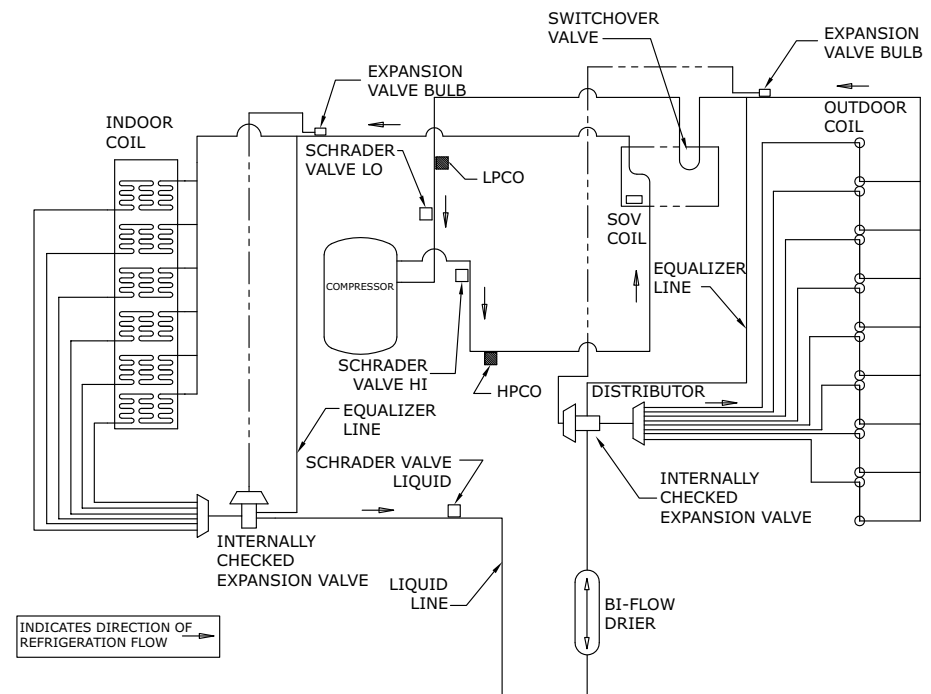 SWITCHOVER
VALVE
EXPANSION
VALVE BULB
EXPANSION
VALVE BULB
INDOOR
COIL
OUTDOOR
COIL
SCHRADER
VALVE LO
LPCO
SOV
COIL
COMPRESSOR
EQUALIZER
LINE
SCHRADER
VALVE HI
HPCO
DISTRIBUTOR
EQUALIZER
LINE
SCHRADER VALVE
LIQUID
INTERNALLY
CHECKED
EXPANSION VALVE
INTERNALLY
CHECKED
EXPANSION VALVE
LIQUID
LINE
BI-FLOW
DRIER
INDICATES DIRECTION OF
REFRIGERATION FLOW